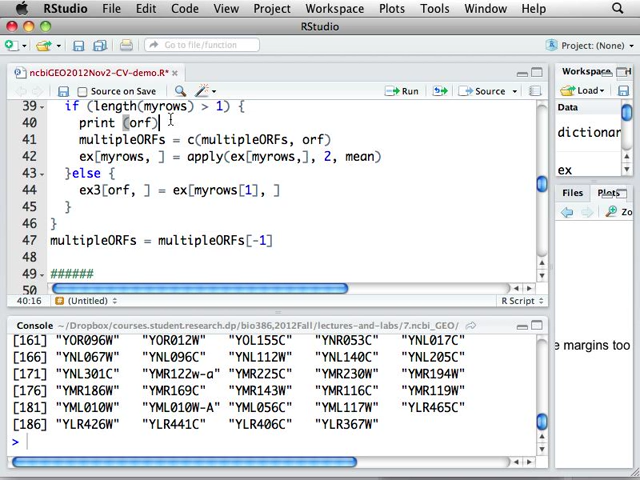 RStudio File Edit Code View Project Plots Tools Window Help
RStudio
Go to file/function Project: (None)
ncbiGEO2012Nov2-CV-demo.R* Workspace
Source on Save Run Source Load
39 if (length(myrows) > 1) { Data
40 print (orf)
41 multipleORFs = c(multipleORFs, orf) dictionar
42 ex[myrows, ] = apply(ex[myrows,], 2, mean)
43 }else { ex
44 ex3[orf, ] = ex[myrows[1], ] Files Plots
45 } Zo
46 }
47 multipleORFs = multipleORFs[-1]
48
49 ######
50
40:16 (Untitled) R Script
Console ~/Dropbox/courses.student.research.dp/bio386,2012Fall/lectures-and-labs/7.ncbi_GEO/
[161] "YOR096W" "YOR012W" "YOL155C" "YNR053C" "YNL017C"
[166] "YNL067W" "YNL096C" "YNL112W" "YNL140C" "YNL205C" e margins too
[171] "YNL301C" "YMR122w-a" "YMR225C" "YMR230W" "YMR194W"
[176] "YMR186W" "YMR169C" "YMR143W" "YMR116C" "YMR119W"
[181] "YML010W" "YML010W-A" "YML056C" "YML117W" "YLR465C"
[186] "YLR426W" "YLR441C" "YLR406C" "YLR367W"
>